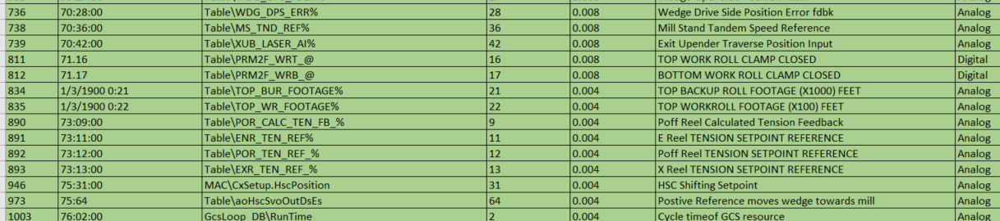 736 70:28:00 Table\WDG_DPS_ERR% 28 0.008 Wedge Drive Side Position Error fdbk Analog
738 70:36:00 Table\MS_TND_REF% 36 0.008 Mill Stand Tandem Speed Reference Analog
739 70:42:00 Table\XUB_LASER_AI% 42 0.008 Exit Upender Traverse Position Input Analog
811 71.16 Table\PRM2F_WRT_@ 16 0.008 TOP WORK ROLL CLAMP CLOSED Digital
812 71.17 Table\PRM2F_WRB_@ 17 0.008 BOTTOM WORK ROLL CLAMP CLOSED Digital
834 1/3/1900 0:21 Table\TOP_BUR_FOOTAGE% 21 0.004 TOP BACKUP ROLL FOOTAGE (X1000) FEET Analog
835 1/3/1900 0:22 Table\TOP_WR_FOOTAGE% 22 0.004 TOP WORKROLL FOOTAGE (X100) FEET Analog
890 73:09:00 Table\POR_CALC_TEN_FB_% 9 0.004 Poff Reel Calculated Tension Feedback Analog
891 73:11:00 Table\ENR_TEN_REF% 11 0.004 E Reel TENSION SETPOINT REFERENCE Analog
892 73:12:00 Table\POR_TEN_REF_% 12 0.004 Poff Reel TENSION SETPOINT REFERENCE Analog
893 73:13:00 Table\EXR_TEN_REF_% 13 0.004 X Reel TENSION SETPOINT REFERENCE Analog
946 75:31:00 MAC\CxSetup.HscPosition 31 0.004 HSC Shifting Setpoint Analog
973 75:64 Table\aoHscSvoOutDsEs 64 0.004 Postive Reference moves wedge towards mill Analog
1003 76:02:00 GcsLoop_DB\RunTime 2 0.004 Cycle timeof GCS resource Analog